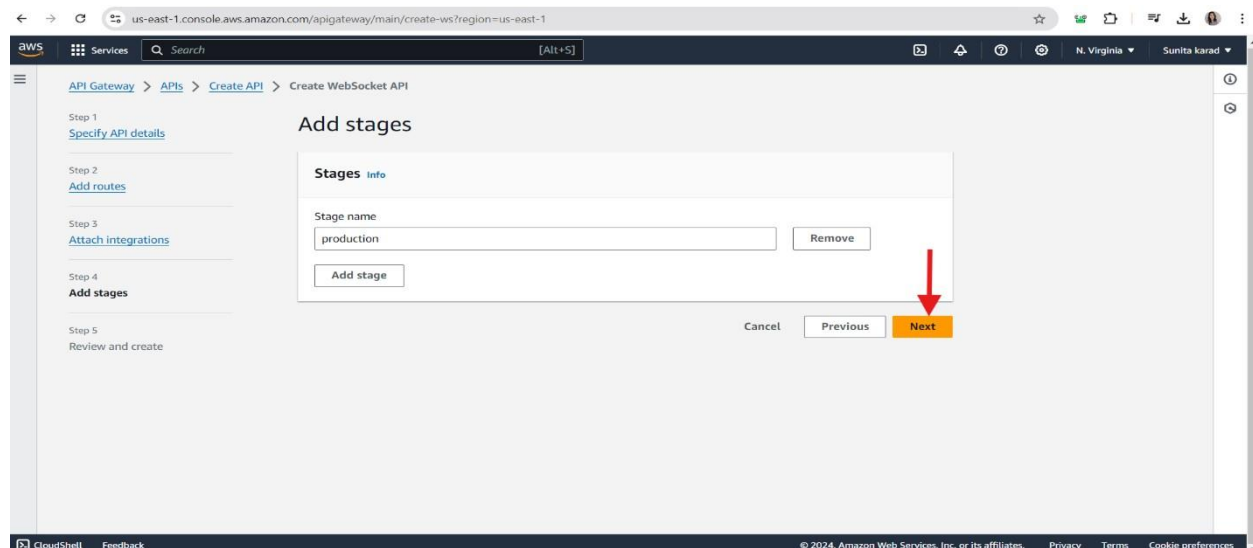 us-east-1.console.aws.amazon.com/apigateway/main/create-ws?region=us-east-1
aws Services Search [Alt+S] N. Virginia Sunita karad
API Gateway > APIs > Create API > Create WebSocket API
Step 1
Specify API details
Step 2
Add routes
Step 3
Attach integrations
Step 4
Add stages
Step 5
Review and create
Add stages
Stages Info
Stage name
production Remove
Add stage
Cancel Previous Next
CloudShell Feedback © 2024, Amazon Web Services, Inc. or its affiliates. Privacy Terms Cookie preferences